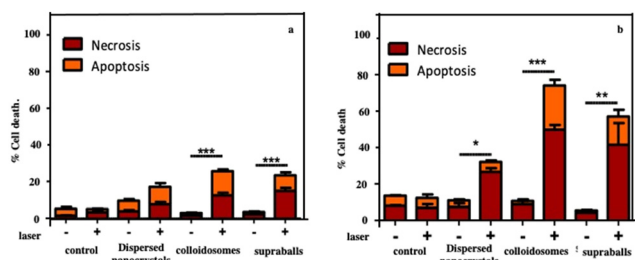 a
100
80
60
40
20
0
% Cell death.
Necrosis
Apoptosis
***
***
laser - + - + - + - +
control Dispersed colloidosomes supraballs
nanocrystals
b
100
80
60
40
20
0
% Cell death
Necrosis
Apoptosis
*
***
**
laser - + - + - + - +
control Dispersed colloidosomes supraballs
nanocrystals